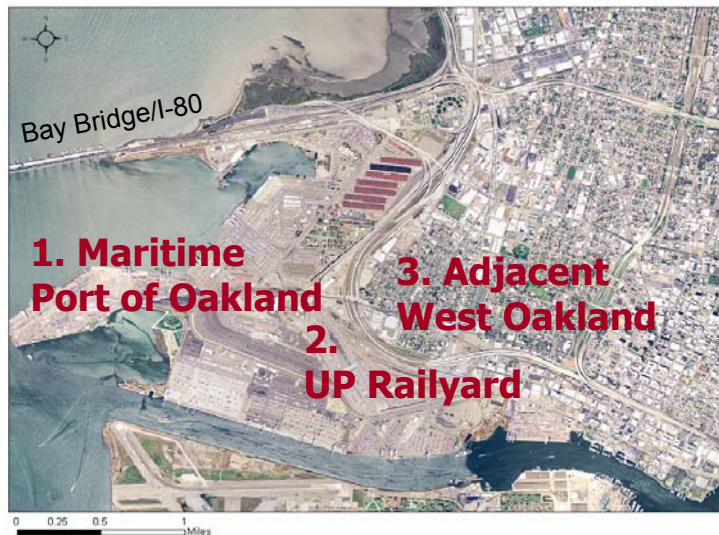 Bay Bridge/I-80
1. Maritime
Port of Oakland
3. Adjacent
West Oakland
2.
UP Railyard
0 0.25 0.5 1
Miles